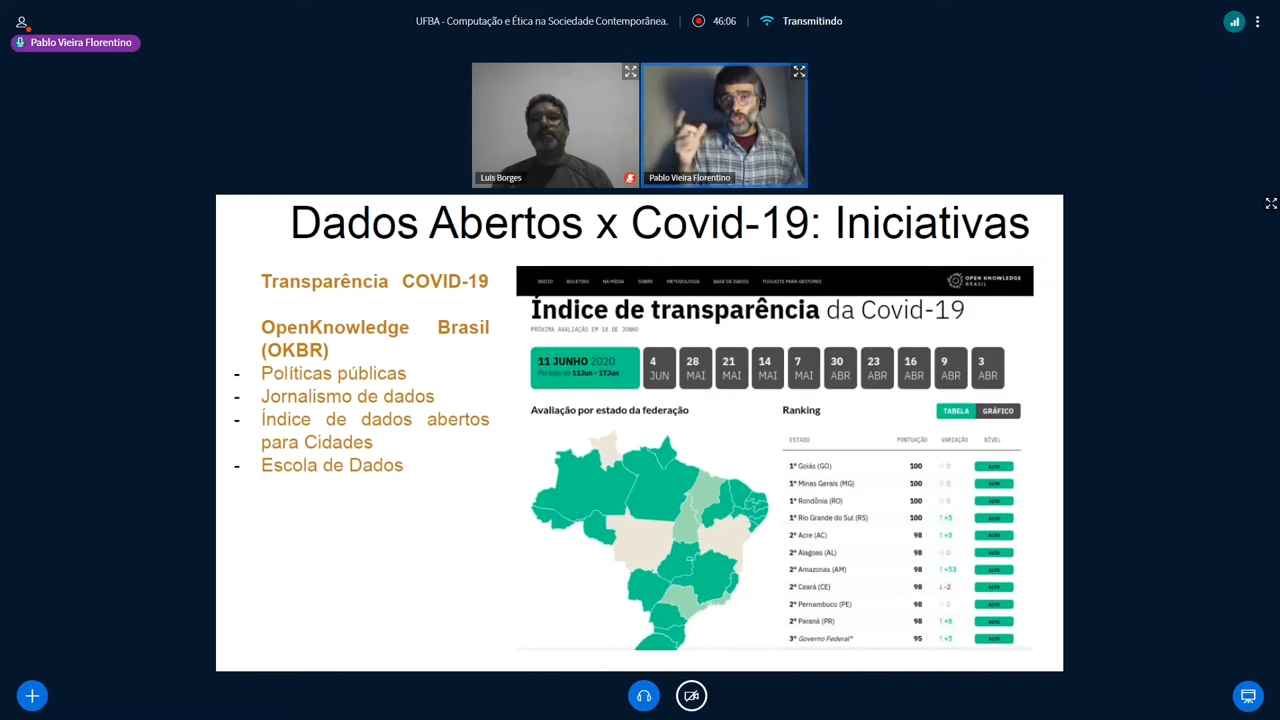 UFBA - Computação e Ética na Sociedade Contemporânea.
46:06
Transmitindo
Pablo Vieira Florentino
Luis Borges
Pablo Vieira Florentino
Dados Abertos x Covid-19: Iniciativas
Transparência COVID-19
OpenKnowledge Brasil
(OKBR)
- Políticas públicas
- Jornalismo de dados
- Índice de dados abertos
para Cidades
- Escola de Dados
INÍCIO BOLETINS NA MÍDIA SOBRE METODOLOGIA BASE DE DADOS TOOLKITS PARA GESTORES
OPEN KNOWLEDGE
BRASIL
Índice de transparência da Covid-19
PRÓXIMA AVALIAÇÃO EM 18 DE JUNHO
11 JUNHO 2020
Período de 11Jun - 17Jun
4 JUN
28 MAI
21 MAI
14 MAI
7 MAI
30 ABR
23 ABR
16 ABR
9 ABR
3 ABR
Avaliação por estado da federação
Ranking
TABELA GRÁFICO
ESTADO PONTUAÇÃO VARIAÇÃO NÍVEL
1º Goiás (GO) 100 0 ALTO
1º Minas Gerais (MG) 100 0 ALTO
1º Rondônia (RO) 100 0 ALTO
1º Rio Grande do Sul (RS) 100 ↑ +5 ALTO
2º Acre (AC) 98 ↑ +5 ALTO
2º Alagoas (AL) 98 0 ALTO
2º Amazonas (AM) 98 ↑ +53 ALTO
2º Ceará (CE) 98 ↓ -2 ALTO
2º Pernambuco (PE) 98 0 ALTO
2º Paraná (PR) 98 ↑ +8 ALTO
3º Governo Federal* 95 ↑ +5 ALTO